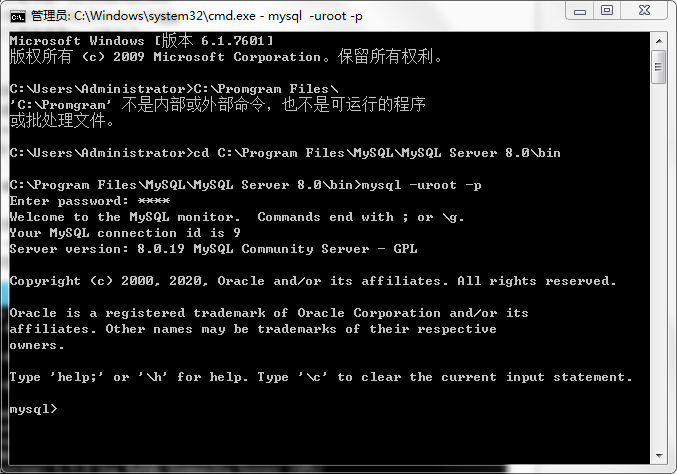 管理员: C:\Windows\system32\cmd.exe - mysql  -uroot -p
Microsoft Windows [版本 6.1.7601]
版权所有 (c) 2009 Microsoft Corporation。保留所有权利。
C:\Users\Administrator>C:\Promgram Files\
'C:\Promgram' 不是内部或外部命令，也不是可运行的程序
或批处理文件。
C:\Users\Administrator>cd C:\Program Files\MySQL\MySQL Server 8.0\bin
C:\Program Files\MySQL\MySQL Server 8.0\bin>mysql -uroot -p
Enter password: ****
Welcome to the MySQL monitor.  Commands end with ; or \g.
Your MySQL connection id is 9
Server version: 8.0.19 MySQL Community Server - GPL
Copyright (c) 2000, 2020, Oracle and/or its affiliates. All rights reserved.
Oracle is a registered trademark of Oracle Corporation and/or its
affiliates. Other names may be trademarks of their respective
owners.
Type 'help;' or '\h' for help. Type '\c' to clear the current input statement.
mysql>